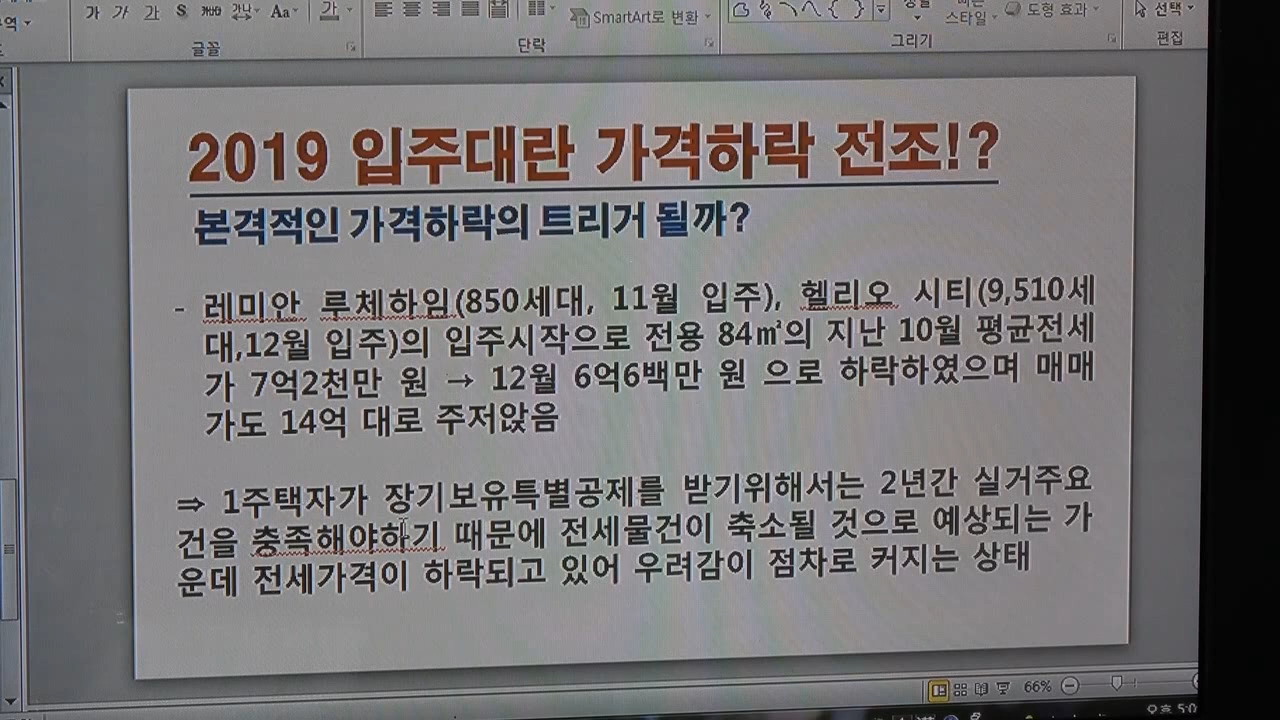 가 가 가 S 가가 Aa 가
글꼴
단락
SmartArt로 변환
스타일 도형 효과
그리기
선택
편집
2019 입주대란 가격하락 전조!?
본격적인 가격하락의 트리거 될까?
- 레미안 루체하임(850세대, 11월 입주), 헬리오 시티(9,510세
대,12월 입주)의 입주시작으로 전용 84㎡의 지난 10월 평균전세
가 7억2천만 원 → 12월 6억6백만 원 으로 하락하였으며 매매
가도 14억 대로 주저앉음
⇒ 1주택자가 장기보유특별공제를 받기위해서는 2년간 실거주요
건을 충족해야하기 때문에 전세물건이 축소될 것으로 예상되는 가
운데 전세가격이 하락되고 있어 우려감이 점차로 커지는 상태
66%